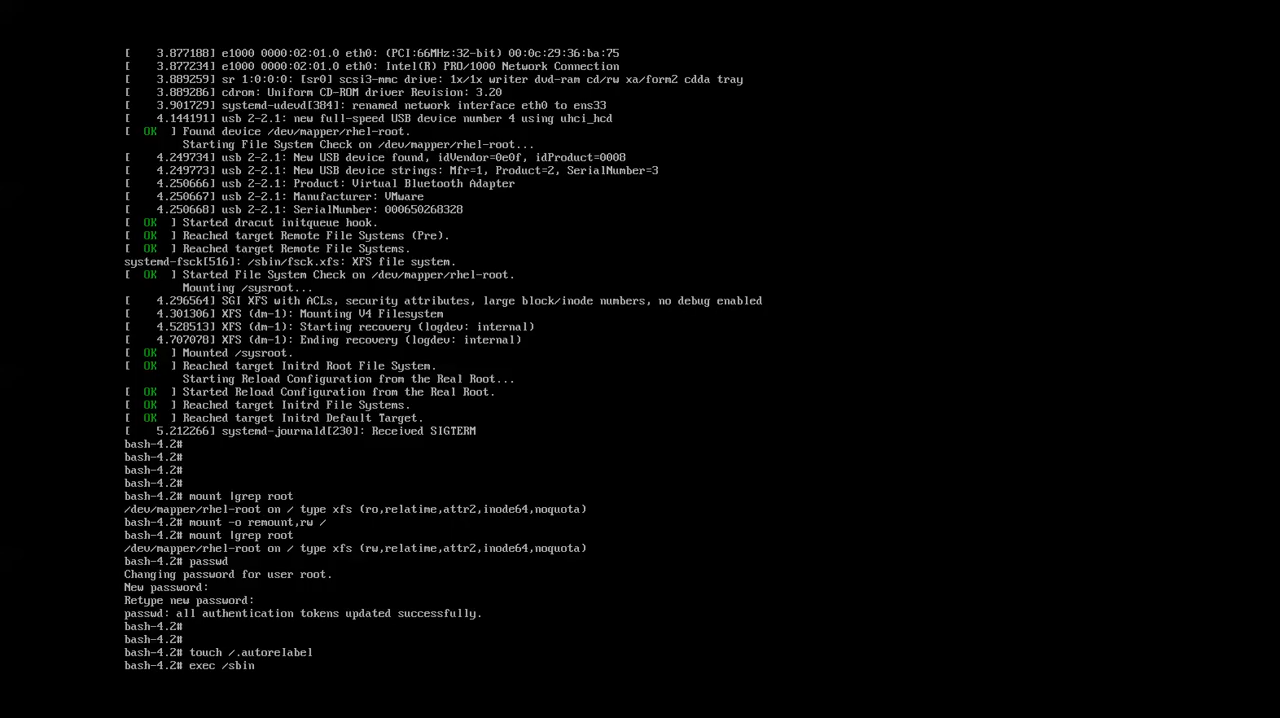 [    3.877188] e1000 0000:02:01.0 eth0: (PCI:66MHz:32-bit) 00:0c:29:36:ba:75
[    3.877234] e1000 0000:02:01.0 eth0: Intel(R) PRO/1000 Network Connection
[    3.889259] sr 1:0:0:0: [sr0] scsi3-mmc drive: 1x/1x writer dvd-ram cd/rw xa/form2 cdda tray
[    3.889286] cdrom: Uniform CD-ROM driver Revision: 3.20
[    3.901729] systemd-udevd[384]: renamed network interface eth0 to ens33
[    4.144191] usb 2-2.1: new full-speed USB device number 4 using uhci_hcd
[  OK  ] Found device /dev/mapper/rhel-root.
         Starting File System Check on /dev/mapper/rhel-root...
[    4.249734] usb 2-2.1: New USB device found, idVendor=0e0f, idProduct=0008
[    4.249773] usb 2-2.1: New USB device strings: Mfr=1, Product=2, SerialNumber=3
[    4.250666] usb 2-2.1: Product: Virtual Bluetooth Adapter
[    4.250667] usb 2-2.1: Manufacturer: VMware
[    4.250668] usb 2-2.1: SerialNumber: 000650268328
[  OK  ] Started dracut initqueue hook.
[  OK  ] Reached target Remote File Systems (Pre).
[  OK  ] Reached target Remote File Systems.
systemd-fsck[516]: /sbin/fsck.xfs: XFS file system.
[  OK  ] Started File System Check on /dev/mapper/rhel-root.
         Mounting /sysroot...
[    4.296564] SGI XFS with ACLs, security attributes, large block/inode numbers, no debug enabled
[    4.301306] XFS (dm-1): Mounting V4 Filesystem
[    4.528513] XFS (dm-1): Starting recovery (logdev: internal)
[    4.707078] XFS (dm-1): Ending recovery (logdev: internal)
[  OK  ] Mounted /sysroot.
[  OK  ] Reached target Initrd Root File System.
         Starting Reload Configuration from the Real Root...
[  OK  ] Started Reload Configuration from the Real Root.
[  OK  ] Reached target Initrd File Systems.
[  OK  ] Reached target Initrd Default Target.
[    5.212266] systemd-journald[230]: Received SIGTERM
bash-4.2#
bash-4.2#
bash-4.2#
bash-4.2#
bash-4.2# mount |grep root
/dev/mapper/rhel-root on / type xfs (ro,relatime,attr2,inode64,noquota)
bash-4.2# mount -o remount,rw /
bash-4.2# mount |grep root
/dev/mapper/rhel-root on / type xfs (rw,relatime,attr2,inode64,noquota)
bash-4.2# passwd
Changing password for user root.
New password:
Retype new password:
passwd: all authentication tokens updated successfully.
bash-4.2#
bash-4.2#
bash-4.2# touch /.autorelabel
bash-4.2# exec /sbin